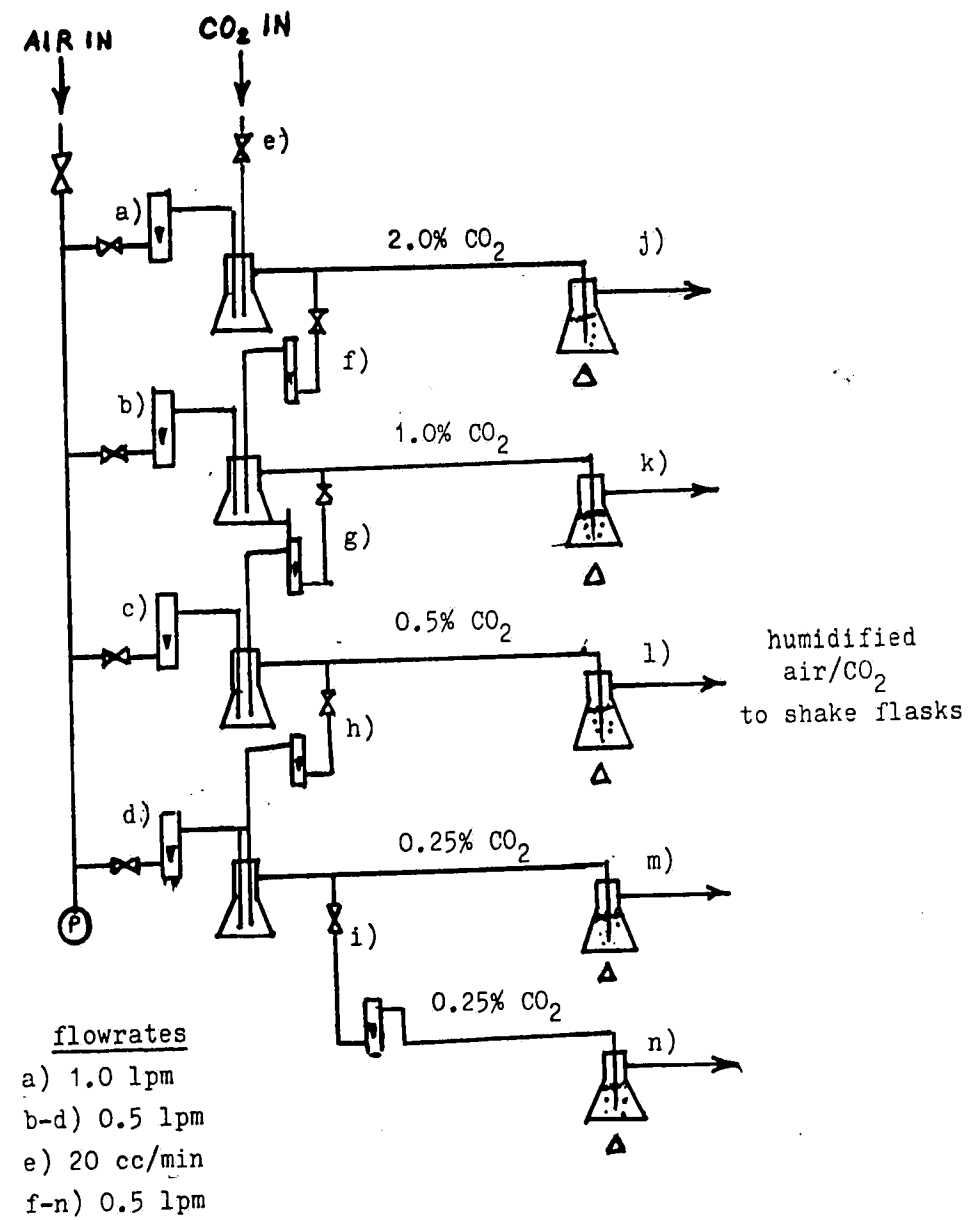 AIR IN
CO2 IN
e)
a)
2.0% CO2
j)
f)
b)
1.0% CO2
k)
g)
c)
0.5% CO2
l)
humidified
air/CO2
to shake flasks
h)
d)
0.25% CO2
m)
P
i)
0.25% CO2
n)
flowrates
a) 1.0 lpm
b-d) 0.5 lpm
e) 20 cc/min
f-n) 0.5 lpm